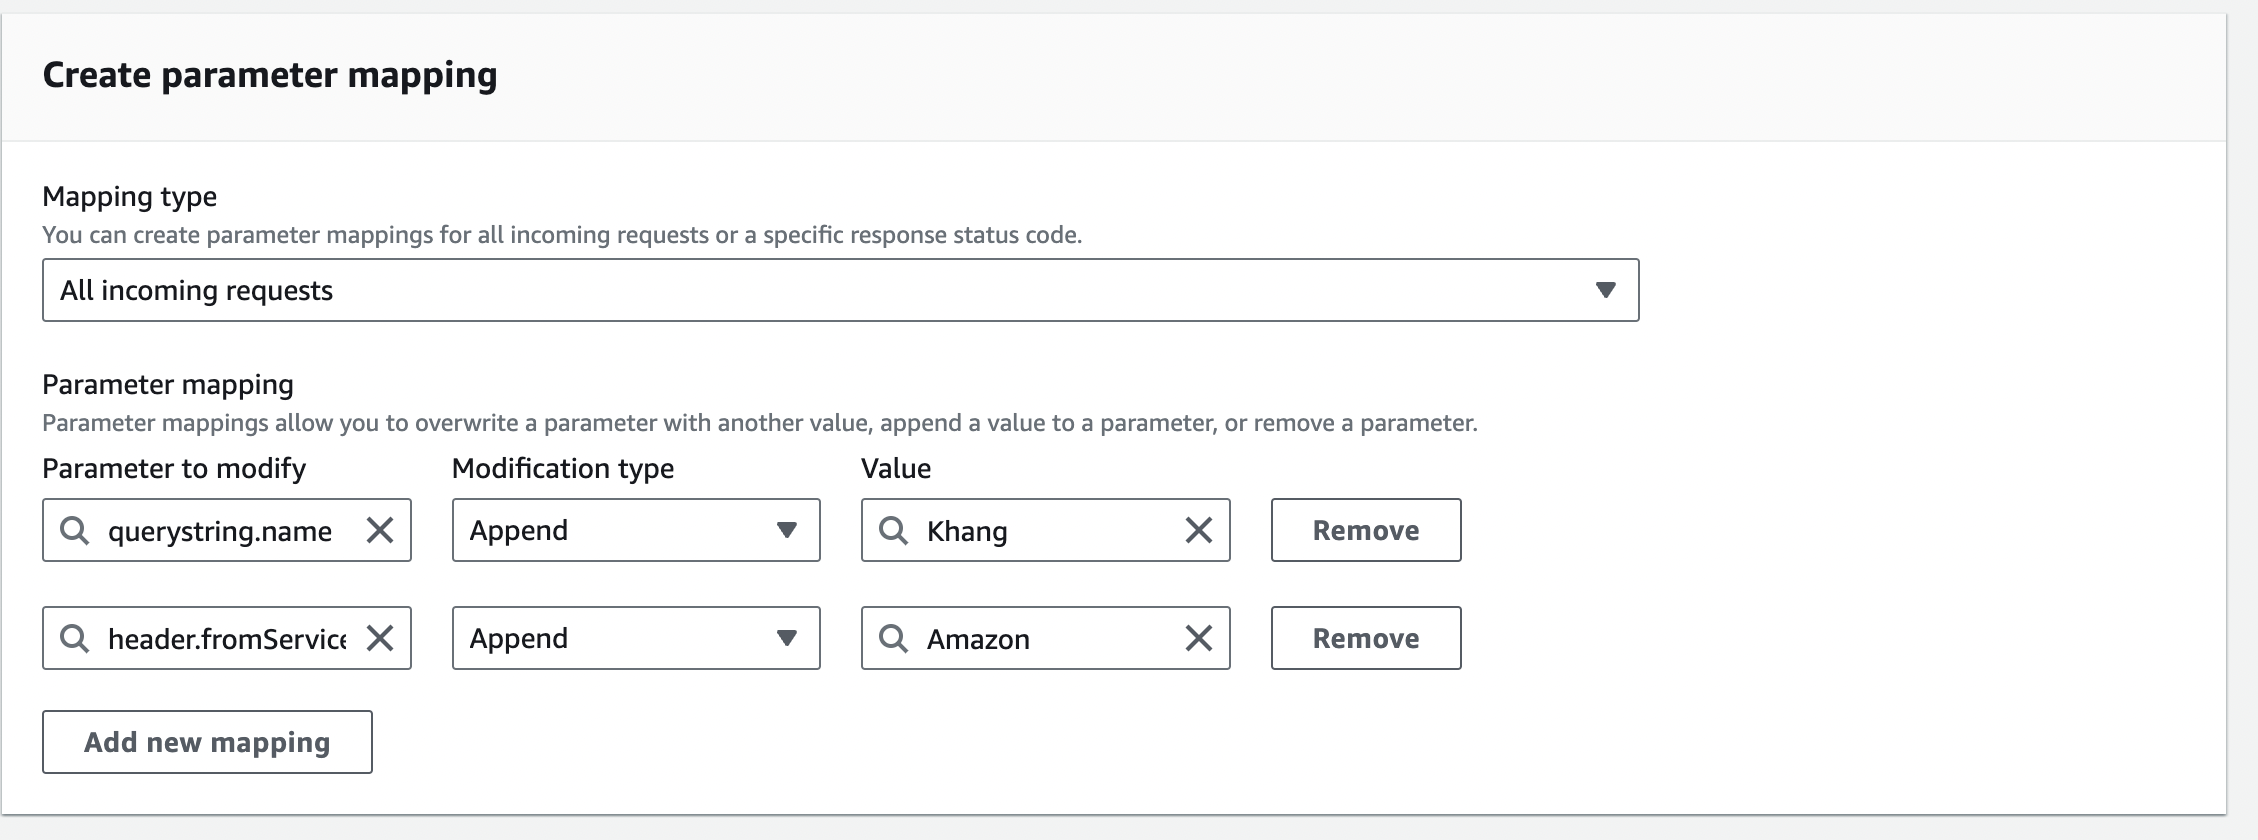 Create parameter mapping
Mapping type
You can create parameter mappings for all incoming requests or a specific response status code.
All incoming requests
Parameter mapping
Parameter mappings allow you to overwrite a parameter with another value, append a value to a parameter, or remove a parameter.
Parameter to modify Modification type Value
querystring.name Append Khang Remove
header.fromService Append Amazon Remove
Add new mapping